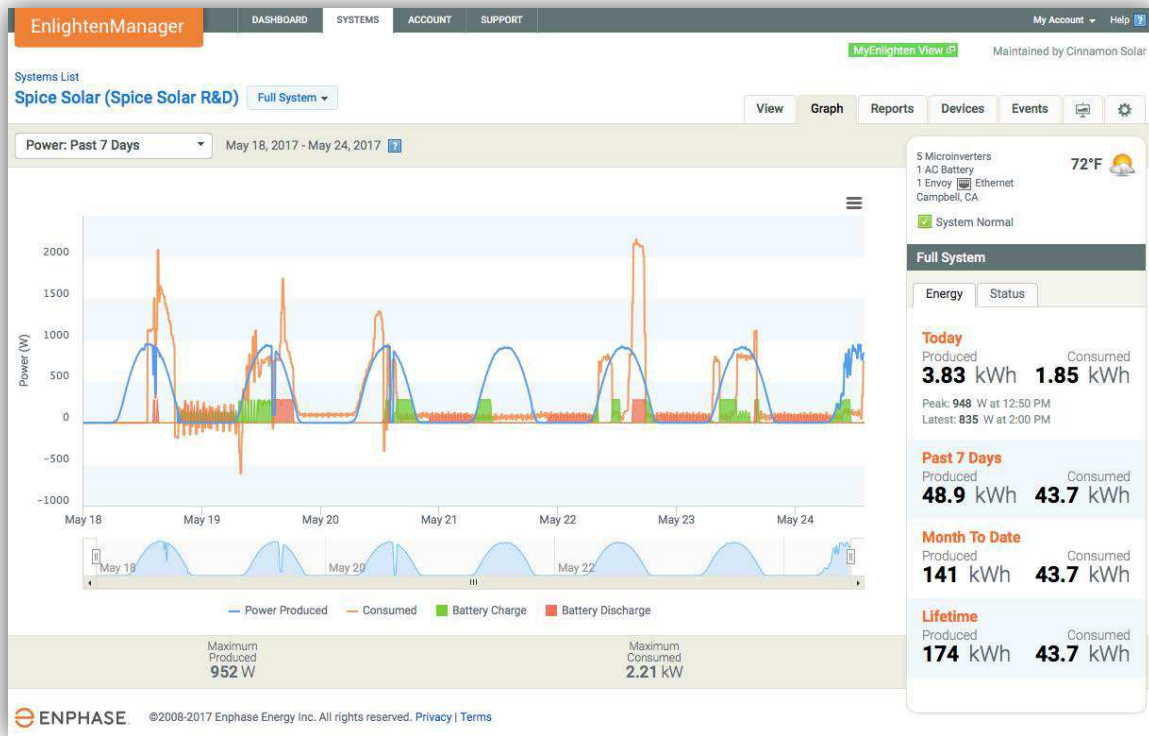 EnlightenManager
DASHBOARD SYSTEMS ACCOUNT SUPPORT
My Account Help ?
MyEnlighten View
Maintained by Cinnamon Solar
Systems List
Spice Solar (Spice Solar R&D) Full System
View Graph Reports Devices Events
Power: Past 7 Days May 18, 2017 - May 24, 2017 ?
5 Microinverters
1 AC Battery
1 Envoy Ethernet
Campbell, CA
72°F
System Normal
Full System
Energy Status
Today
Produced Consumed
3.83 kWh 1.85 kWh
Peak: 948 W at 12:50 PM
Latest: 835 W at 2:00 PM
Past 7 Days
Produced Consumed
48.9 kWh 43.7 kWh
Month To Date
Produced Consumed
141 kWh 43.7 kWh
Lifetime
Produced Consumed
174 kWh 43.7 kWh
Power (W)
2000
1500
1000
500
0
-500
-1000
May 18 May 19 May 20 May 21 May 22 May 23 May 24
May 18 May 20 May 22
Power Produced Consumed Battery Charge Battery Discharge
Maximum
Produced
952 W
Maximum
Consumed
2.21 kW
ENPHASE ©2008-2017 Enphase Energy Inc. All rights reserved. Privacy | Terms